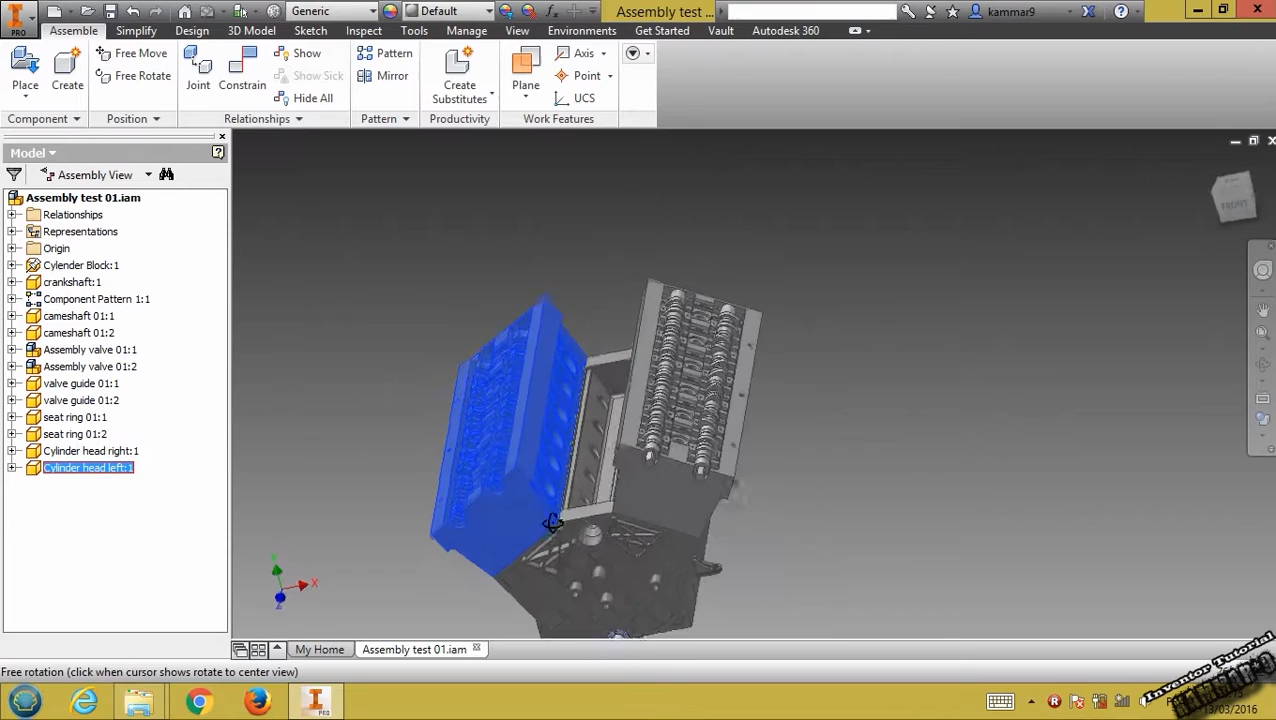 PRO
Generic
Default
Assembly test ...
kammar9
Assemble Simplify Design 3D Model Sketch Inspect Tools Manage View Environments Get Started Vault Autodesk 360
Place
Create
Free Move
Free Rotate
Joint
Constrain
Show
Show Sick
Hide All
Pattern
Mirror
Create
Substitutes
Plane
Axis
Point
UCS
Component
Position
Relationships
Pattern
Productivity
Work Features
Model
Assembly View
Assembly test 01.iam
Relationships
Representations
Origin
Cylender Block:1
crankshaft:1
Component Pattern 1:1
cameshaft 01:1
cameshaft 01:2
Assembly valve 01:1
Assembly valve 01:2
valve guide 01:1
valve guide 01:2
seat ring 01:1
seat ring 01:2
Cylinder head right:1
Cylinder head left:1
FRONT
X
My Home
Assembly test 01.iam
Free rotation (click when cursor shows rotate to center view)
Inventor Tutorial
PRO
13/03/2016